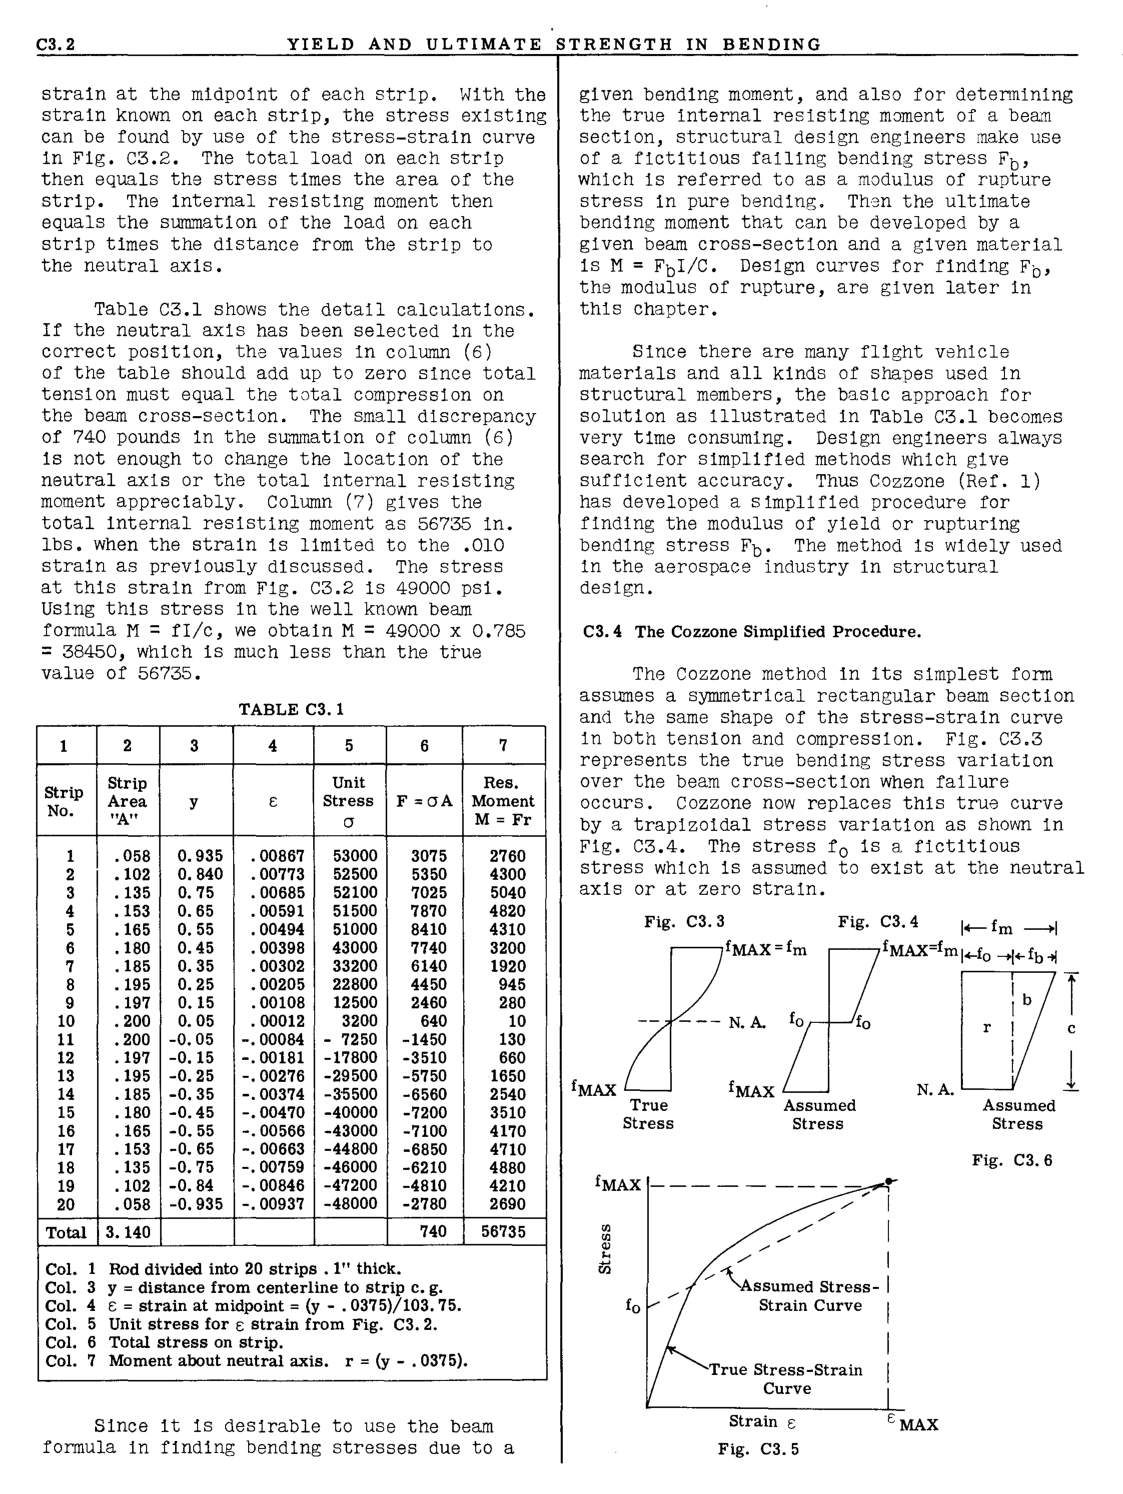 C3.2 YIELD AND ULTIMATE STRENGTH IN BENDING
strain at the midpoint of each strip. With the
strain known on each strip, the stress existing
can be found by use of the stress-strain curve
in Fig. C3.2. The total load on each strip
then equals the stress times the area of the
strip. The internal resisting moment then
equals the summation of the load on each
strip times the distance from the strip to
the neutral axis.
Table C3.1 shows the detail calculations.
If the neutral axis has been selected in the
correct position, the values in column (6)
of the table should add up to zero since total
tension must equal the total compression on
the beam cross-section. The small discrepancy
of 740 pounds in the summation of column (6)
is not enough to change the location of the
neutral axis or the total internal resisting
moment appreciably. Column (7) gives the
total internal resisting moment as 56735 in.
lbs. when the strain is limited to the .010
strain as previously discussed. The stress
at this strain from Fig. C3.2 is 49000 psi.
Using this stress in the well known beam
formula M = fI/c, we obtain M = 49000 x 0.785
= 38450, which is much less than the true
value of 56735.
TABLE C3.1
1 2 3 4 5 6 7
Strip No. Strip Area "A" y ε Unit Stress σ F = σA Res. Moment M = Fr
1 .058 0.935 .00867 53000 3075 2760
2 .102 0.840 .00773 52500 5350 4300
3 .135 0.75 .00685 52100 7025 5040
4 .153 0.65 .00591 51500 7870 4820
5 .165 0.55 .00494 51000 8410 4310
6 .180 0.45 .00398 43000 7740 3200
7 .185 0.35 .00302 33200 6140 1920
8 .195 0.25 .00205 22800 4450 945
9 .197 0.15 .00108 12500 2460 280
10 .200 0.05 .00012 3200 640 10
11 .200 -0.05 -.00084 - 7250 -1450 130
12 .197 -0.15 -.00181 -17800 -3510 660
13 .195 -0.25 -.00276 -29500 -5750 1650
14 .185 -0.35 -.00374 -35500 -6560 2540
15 .180 -0.45 -.00470 -40000 -7200 3510
16 .165 -0.55 -.00566 -43000 -7100 4170
17 .153 -0.65 -.00663 -44800 -6850 4710
18 .135 -0.75 -.00759 -46000 -6210 4880
19 .102 -0.84 -.00846 -47200 -4810 4210
20 .058 -0.935 -.00937 -48000 -2780 2690
Total 3.140 740 56735
Col. 1 Rod divided into 20 strips .1" thick.
Col. 3 y = distance from centerline to strip c.g.
Col. 4 ε = strain at midpoint = (y - .0375)/103.75.
Col. 5 Unit stress for ε strain from Fig. C3.2.
Col. 6 Total stress on strip.
Col. 7 Moment about neutral axis. r = (y - .0375).
Since it is desirable to use the beam
formula in finding bending stresses due to a
given bending moment, and also for determining
the true internal resisting moment of a beam
section, structural design engineers make use
of a fictitious failing bending stress Fb,
which is referred to as a modulus of rupture
stress in pure bending. Then the ultimate
bending moment that can be developed by a
given beam cross-section and a given material
is M = FbI/C. Design curves for finding Fb,
the modulus of rupture, are given later in
this chapter.
Since there are many flight vehicle
materials and all kinds of shapes used in
structural members, the basic approach for
solution as illustrated in Table C3.1 becomes
very time consuming. Design engineers always
search for simplified methods which give
sufficient accuracy. Thus Cozzone (Ref. 1)
has developed a simplified procedure for
finding the modulus of yield or rupturing
bending stress Fb. The method is widely used
in the aerospace industry in structural
design.
C3.4 The Cozzone Simplified Procedure.
The Cozzone method in its simplest form
assumes a symmetrical rectangular beam section
and the same shape of the stress-strain curve
in both tension and compression. Fig. C3.3
represents the true bending stress variation
over the beam cross-section when failure
occurs. Cozzone now replaces this true curve
by a trapizoidal stress variation as shown in
Fig. C3.4. The stress fo is a fictitious
stress which is assumed to exist at the neutral
axis or at zero strain.
Fig. C3.3 Fig. C3.4 fm
fMAX = fm fMAX=fm fo fb
b
N.A. fo fo r c
fMAX fMAX N.A.
True Stress
Assumed Stress
Assumed Stress
Fig. C3.6
fMAX
Stress
Assumed Stress-
fo Strain Curve
True Stress-Strain
Curve
Strain ε ε MAX
Fig. C3.5